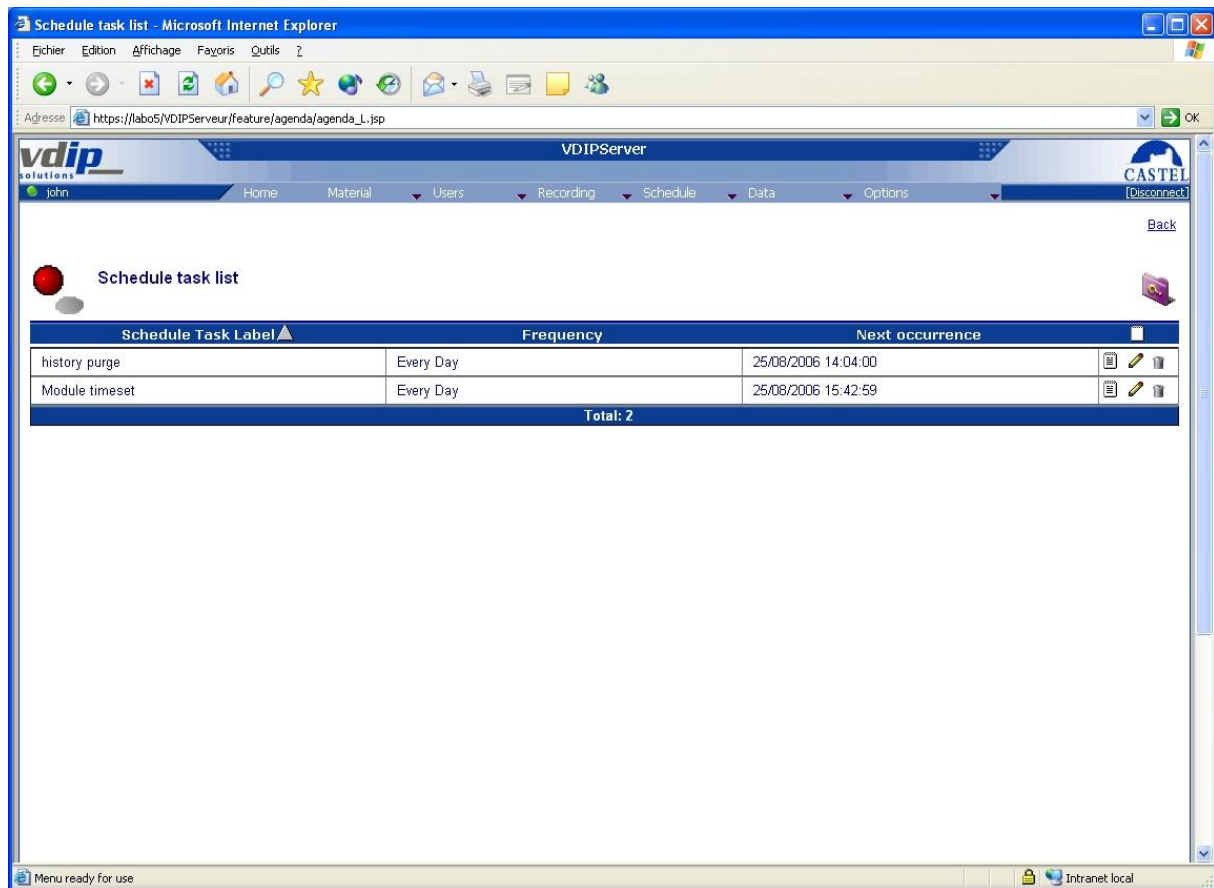 Schedule task list - Microsoft Internet Explorer
Fichier Edition Affichage Favoris Outils ?
Adresse https://labo5/VDIPServeur/feature/agenda/agenda_L.jsp OK
vdip
solutions
VDIPServer
CASTEL
john Home Material Users Recording Schedule Data Options [Disconnect]
Back
Schedule task list
Schedule Task Label Frequency Next occurrence
history purge Every Day 25/08/2006 14:04:00
Module timeset Every Day 25/08/2006 15:42:59
Total: 2
Menu ready for use Intranet local